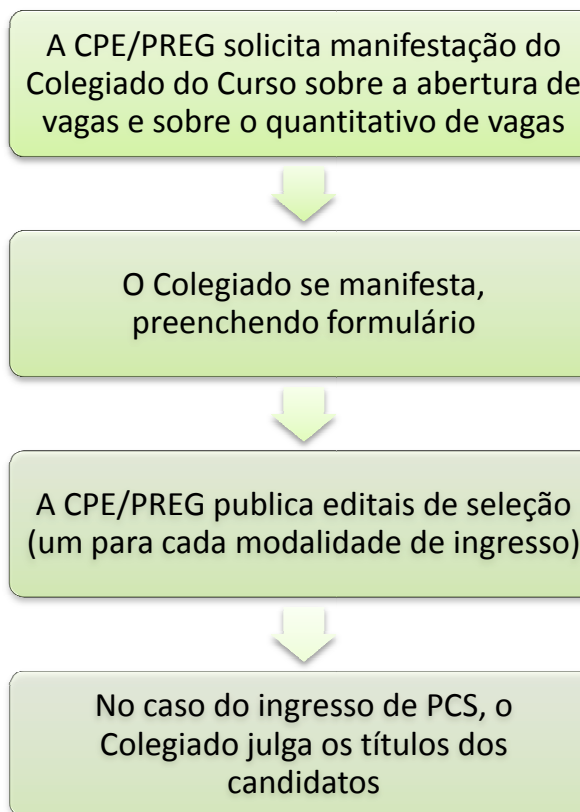 A CPE/PREG solicita manifestação do
Colegiado do Curso sobre a abertura de
vagas e sobre o quantitativo de vagas
O Colegiado se manifesta,
preenchendo formulário
A CPE/PREG publica editais de seleção
(um para cada modalidade de ingresso)
No caso do ingresso de PCS, o
Colegiado julga os títulos dos
candidatos